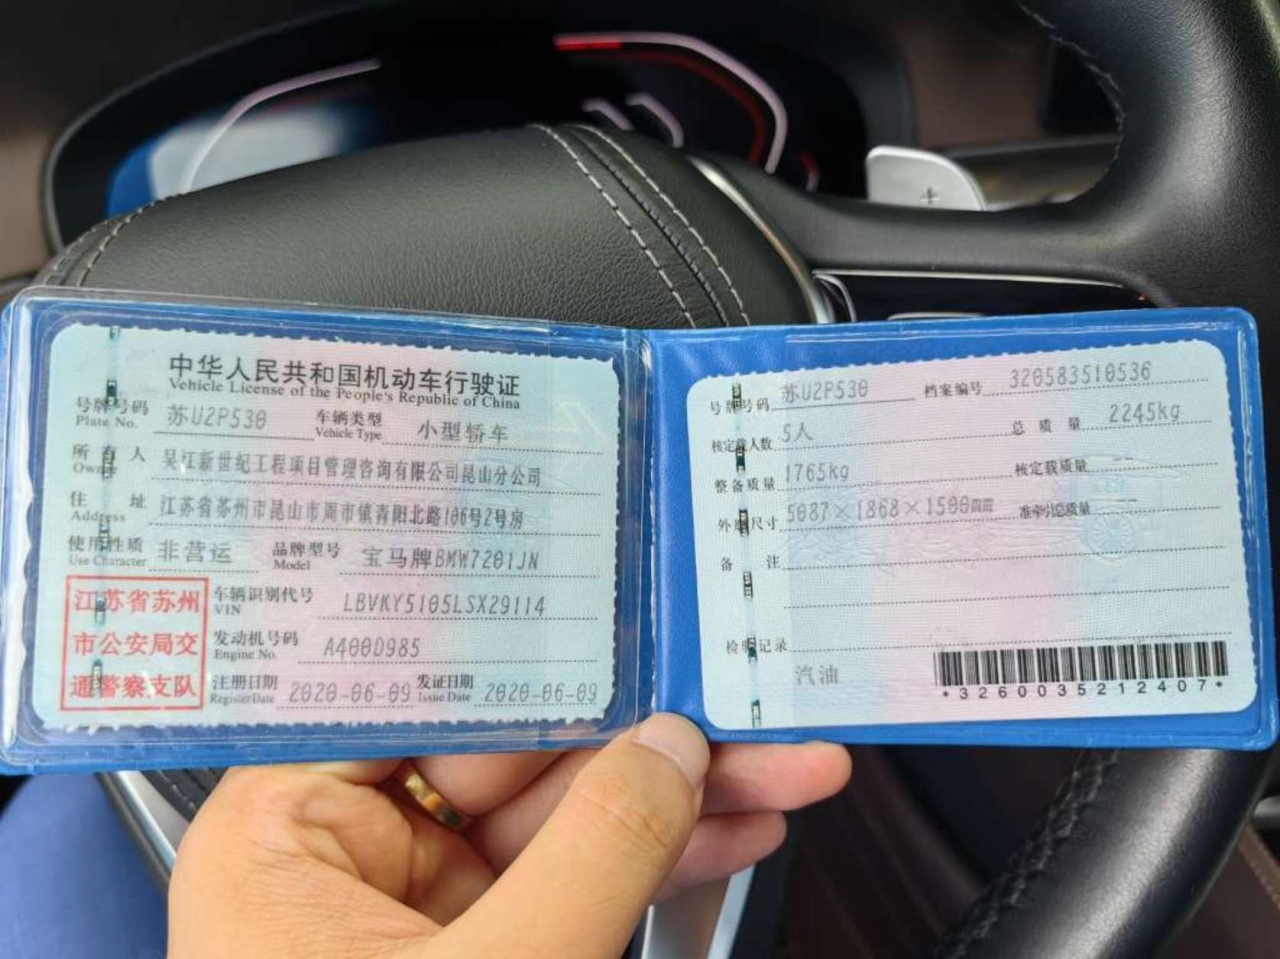 中华人民共和国机动车行驶证
Vehicle License of the People's Republic of China
号牌号码 苏U2P530 车辆类型 小型轿车
Plate No. Vehicle Type
所有人 吴江新世纪工程项目管理咨询有限公司昆山分公司
Owner
住址 江苏省苏州市昆山市周市镇青阳北路106号2号房
Address
使用性质 非营运 品牌型号 宝马牌BMW7201JN
Use Character Model
江苏省苏州
市公安局交
通警察支队
车辆识别代号 LBVKY5105LSX29114
VIN
发动机号码 A400D985
Engine No.
注册日期 2020-06-09 发证日期 2020-06-09
Register Date Issue Date
号牌号码 苏U2P530 档案编号 320583510536
核定载人数 5人 总质量 2245kg
整备质量 1765kg 核定载质量 --
外廓尺寸 5087×1868×1500mm 准牵引总质量 --
备注
检验记录
汽油
*3260035212407*
+